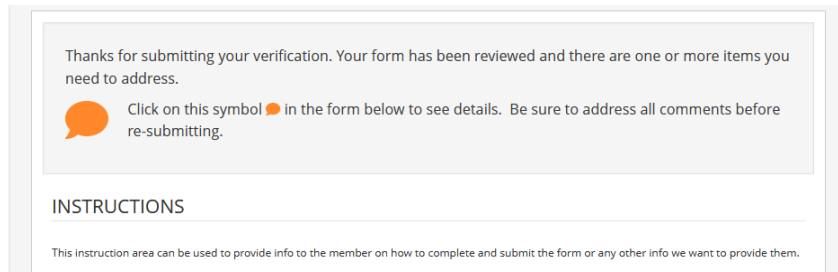 Thanks for submitting your verification. Your form has been reviewed and there are one or more items you
need to address.
Click on this symbol in the form below to see details.  Be sure to address all comments before
re-submitting.
INSTRUCTIONS
This instruction area can be used to provide info to the member on how to complete and submit the form or any other info we want to provide them.